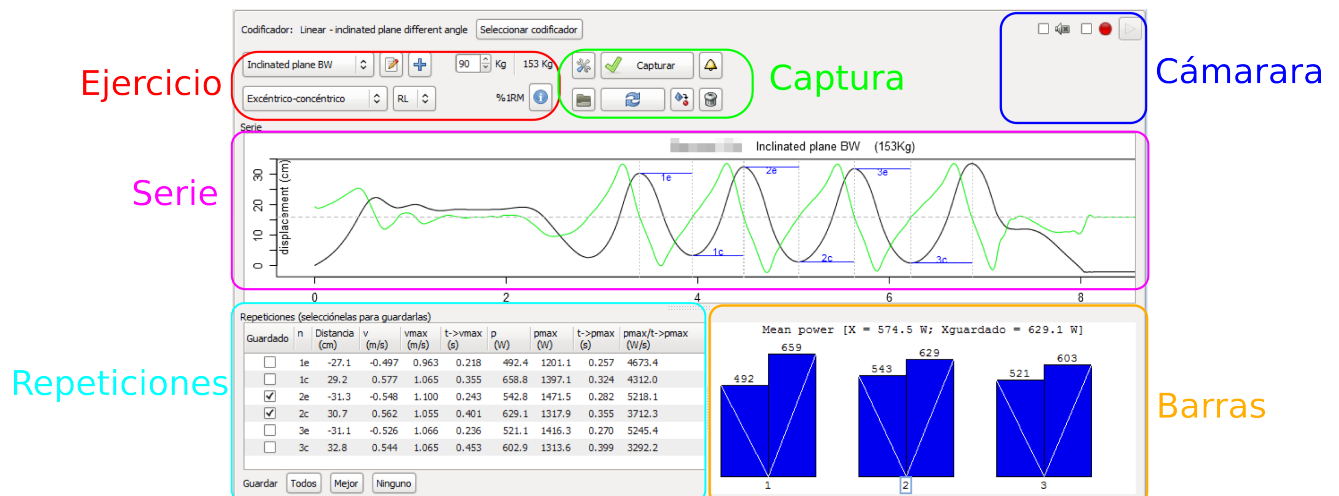 Codificador: Linear - inclinated plane different angle Seleccionar codificador
Ejercicio
Inclinated plane BW 90 Kg 153 Kg
Excéntrico-concéntrico RL %1RM
Capturar
Captura
Cámarara
Serie
Serie
Inclinated plane BW (153Kg)
displacement (cm)
30
20
10
0
1e 2e 3e
1c 2c 3c
0 2 4 6 8
Repeticiones
Repeticiones (selecciónelas para guardarlas)
Guardado n Distancia (cm) v (m/s) vmax (m/s) t->vmax (s) p (W) pmax (W) t->pmax (s) pmax/t->pmax (W/s)
1e -27.1 -0.497 0.963 0.218 492.4 1201.1 0.257 4673.4
1c 29.2 0.577 1.065 0.355 658.8 1397.1 0.324 4312.0
2e -31.3 -0.548 1.100 0.243 542.8 1471.5 0.282 5218.1
2c 30.7 0.562 1.055 0.401 629.1 1317.9 0.355 3712.3
3e -31.1 -0.526 1.066 0.236 521.1 1416.3 0.270 5245.4
3c 32.8 0.544 1.065 0.453 602.9 1313.6 0.399 3292.2
Guardar Todos Mejor Ninguno
Mean power [X = 574.5 W; Xguardado = 629.1 W]
492 659 543 629 521 603
1 2 3
Barras